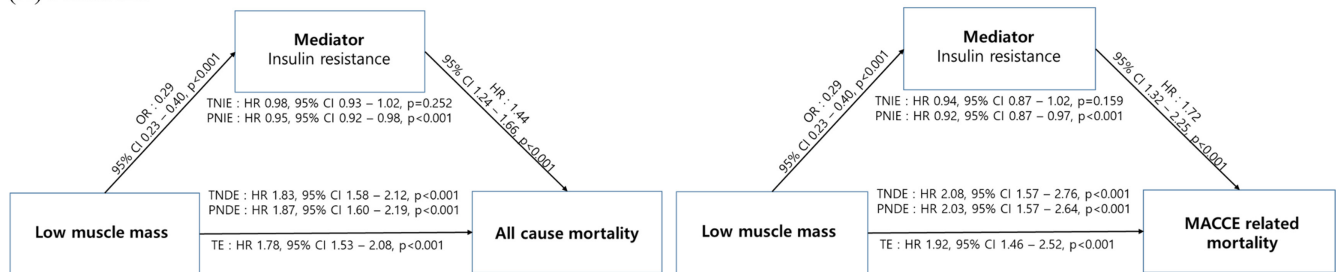 Mediator
Insulin resistance
OR : 0.29
95% CI 0.23 – 0.40, p<0.001
HR : 1.44
95% CI 1.24 – 1.66, p<0.001
TNIE : HR 0.98, 95% CI 0.93 – 1.02, p=0.252
PNIE : HR 0.95, 95% CI 0.92 – 0.98, p<0.001
TNDE : HR 1.83, 95% CI 1.58 – 2.12, p<0.001
PNDE : HR 1.87, 95% CI 1.60 – 2.19, p<0.001
Low muscle mass
All cause mortality
TE : HR 1.78, 95% CI 1.53 – 2.08, p<0.001
Mediator
Insulin resistance
OR : 0.29
95% CI 0.23 – 0.40, p<0.001
HR : 1.72
95% CI 1.32 – 2.25, p<0.001
TNIE : HR 0.94, 95% CI 0.87 – 1.02, p=0.159
PNIE : HR 0.92, 95% CI 0.87 – 0.97, p<0.001
TNDE : HR 2.08, 95% CI 1.57 – 2.76, p<0.001
PNDE : HR 2.03, 95% CI 1.57 – 2.64, p<0.001
Low muscle mass
MACCE related
mortality
TE : HR 1.92, 95% CI 1.46 – 2.52, p<0.001